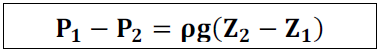 P₁ − P₂ = ρg(Z₂ − Z₁)